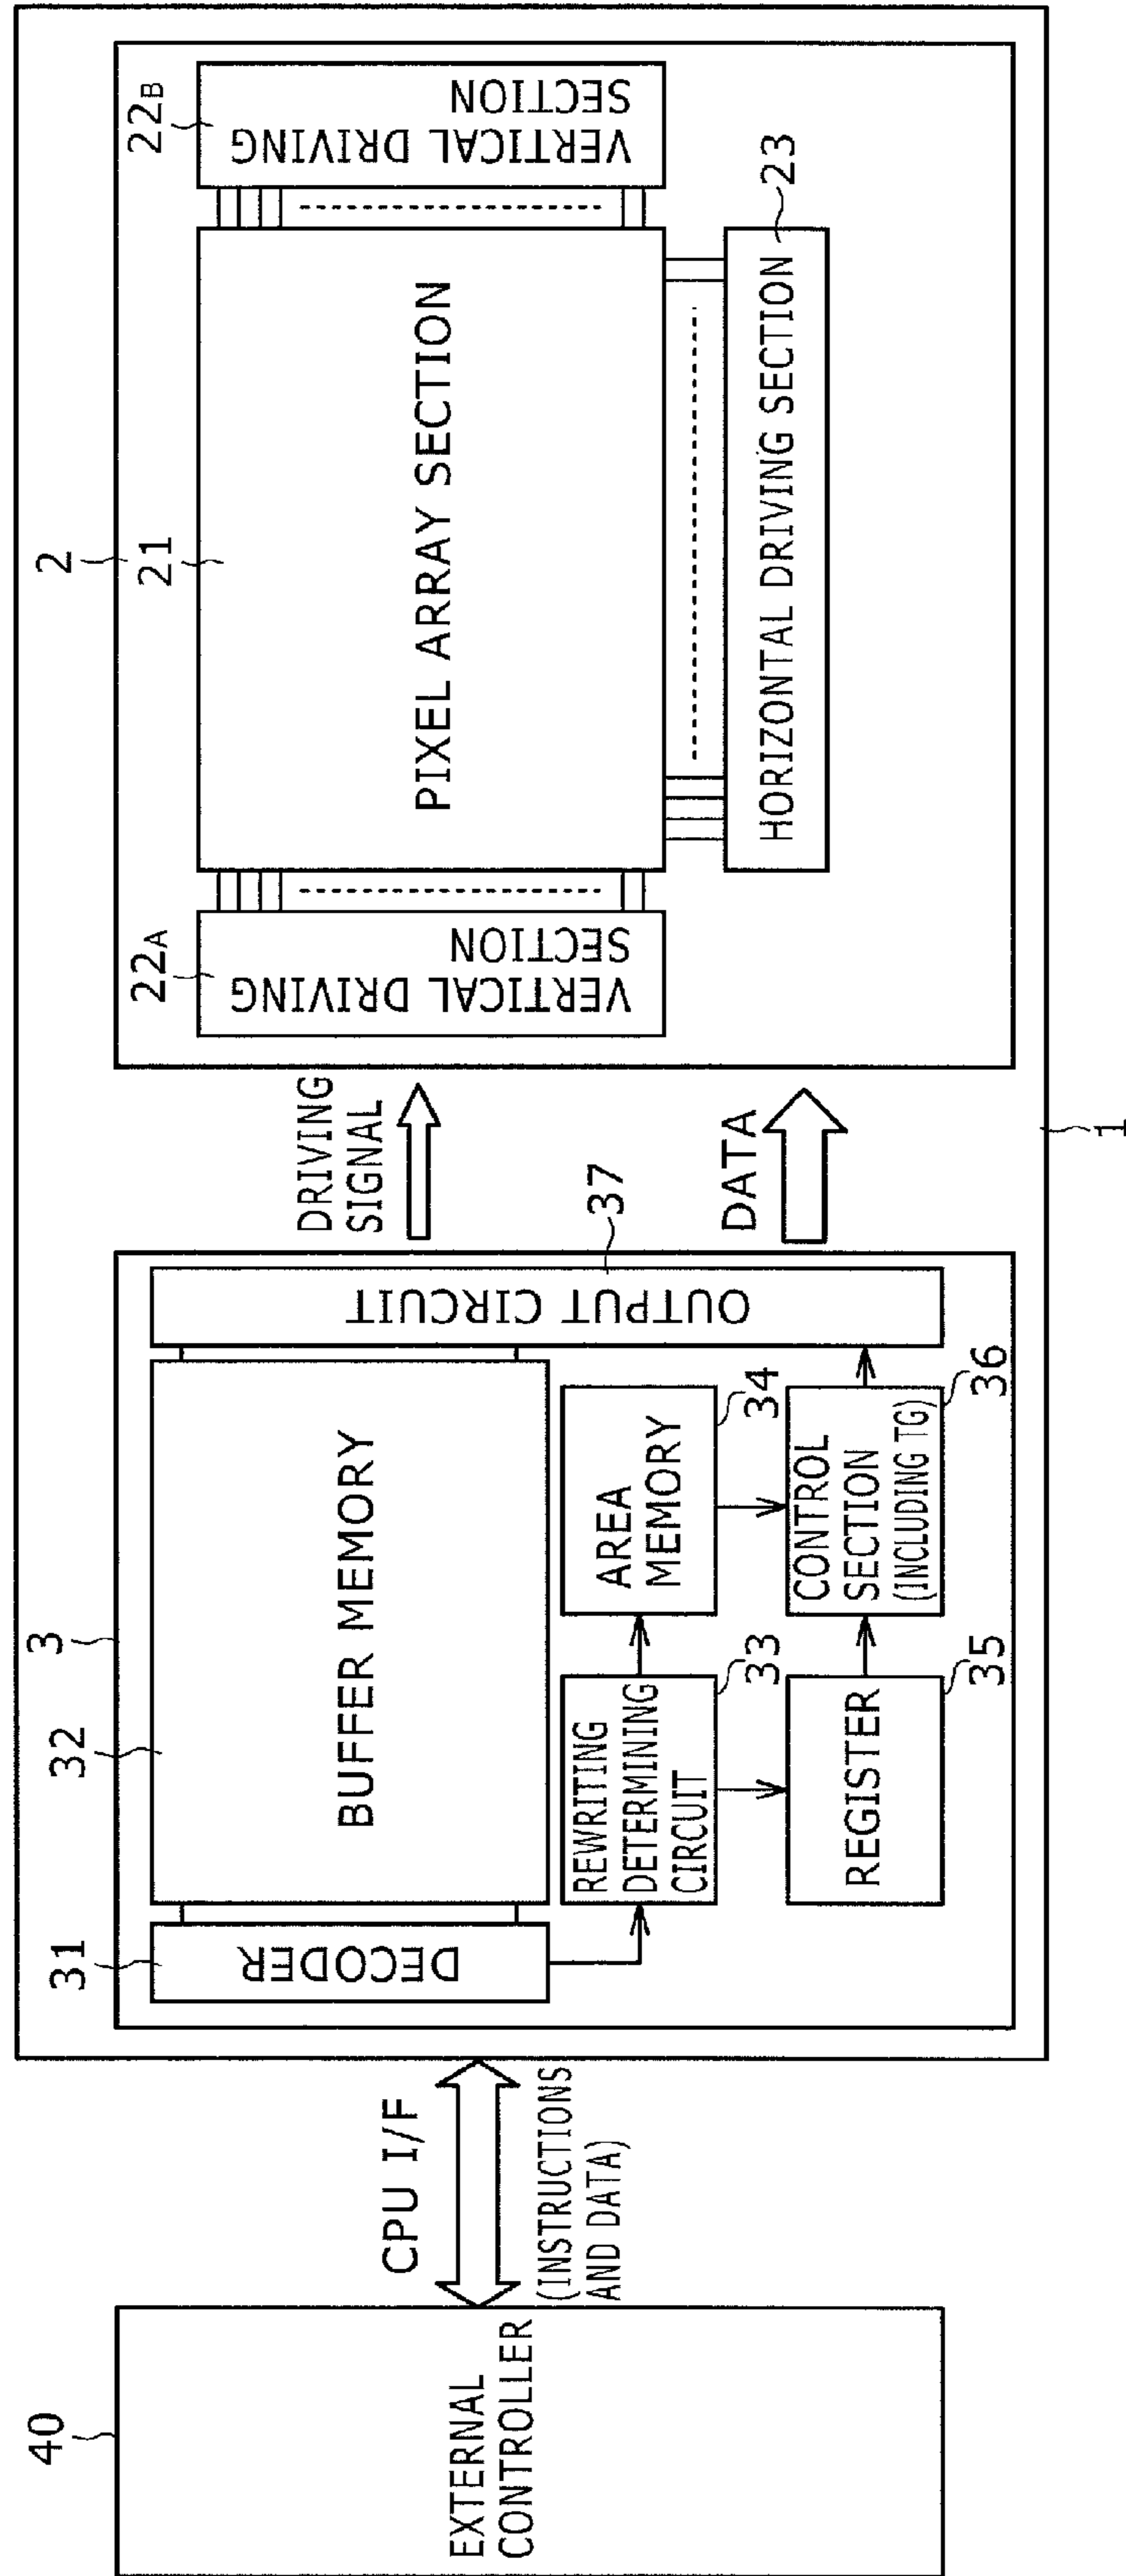 40
EXTERNAL
CONTROLLER
CPU I/F
(INSTRUCTIONS
AND DATA)
3
31
DECODER
32
BUFFER MEMORY
REWRITING
DETERMINING
CIRCUIT
33
AREA
MEMORY
34
REGISTER
35
CONTROL
SECTION
(INCLUDING TG)
36
OUTPUT CIRCUIT
37
DRIVING
SIGNAL
DATA
1
2
21
PIXEL ARRAY SECTION
22A
VERTICAL DRIVING
SECTION
22B
VERTICAL DRIVING
SECTION
HORIZONTAL DRIVING SECTION
23